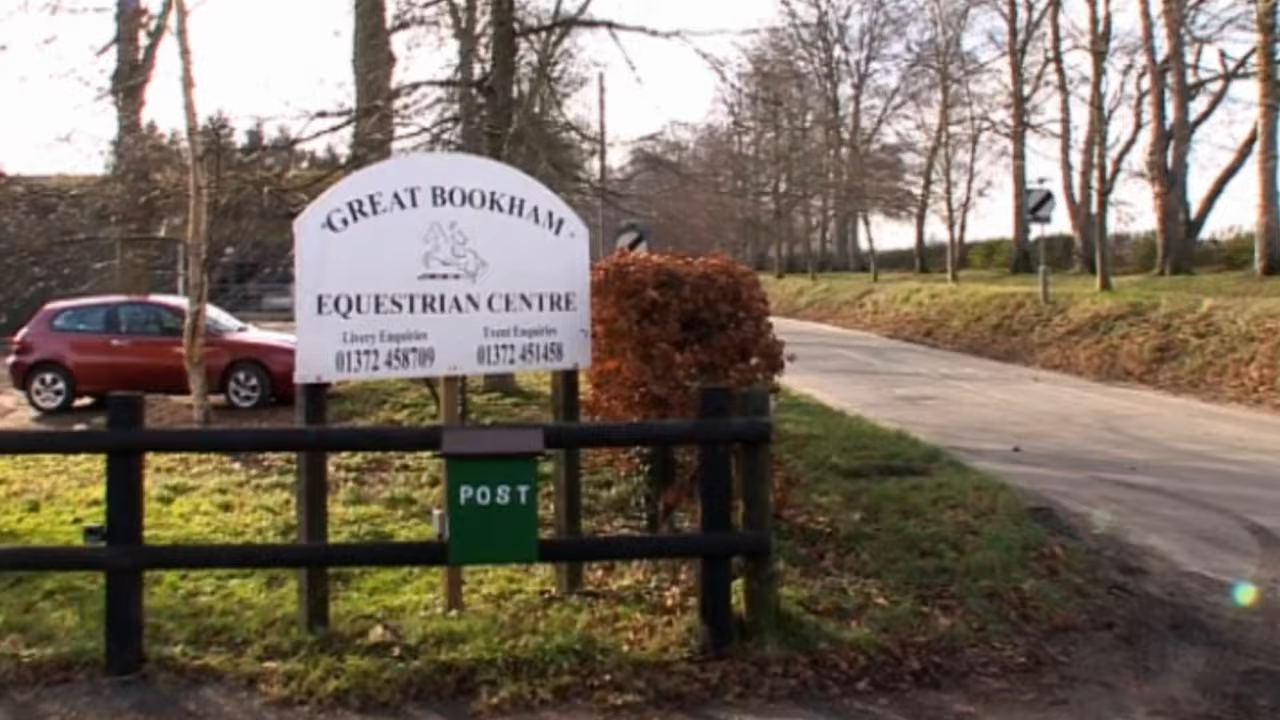 GREAT BOOKHAM
EQUESTRIAN CENTRE
Livery Enquiries Event Enquiries
01372 458709 01372 451458
POST